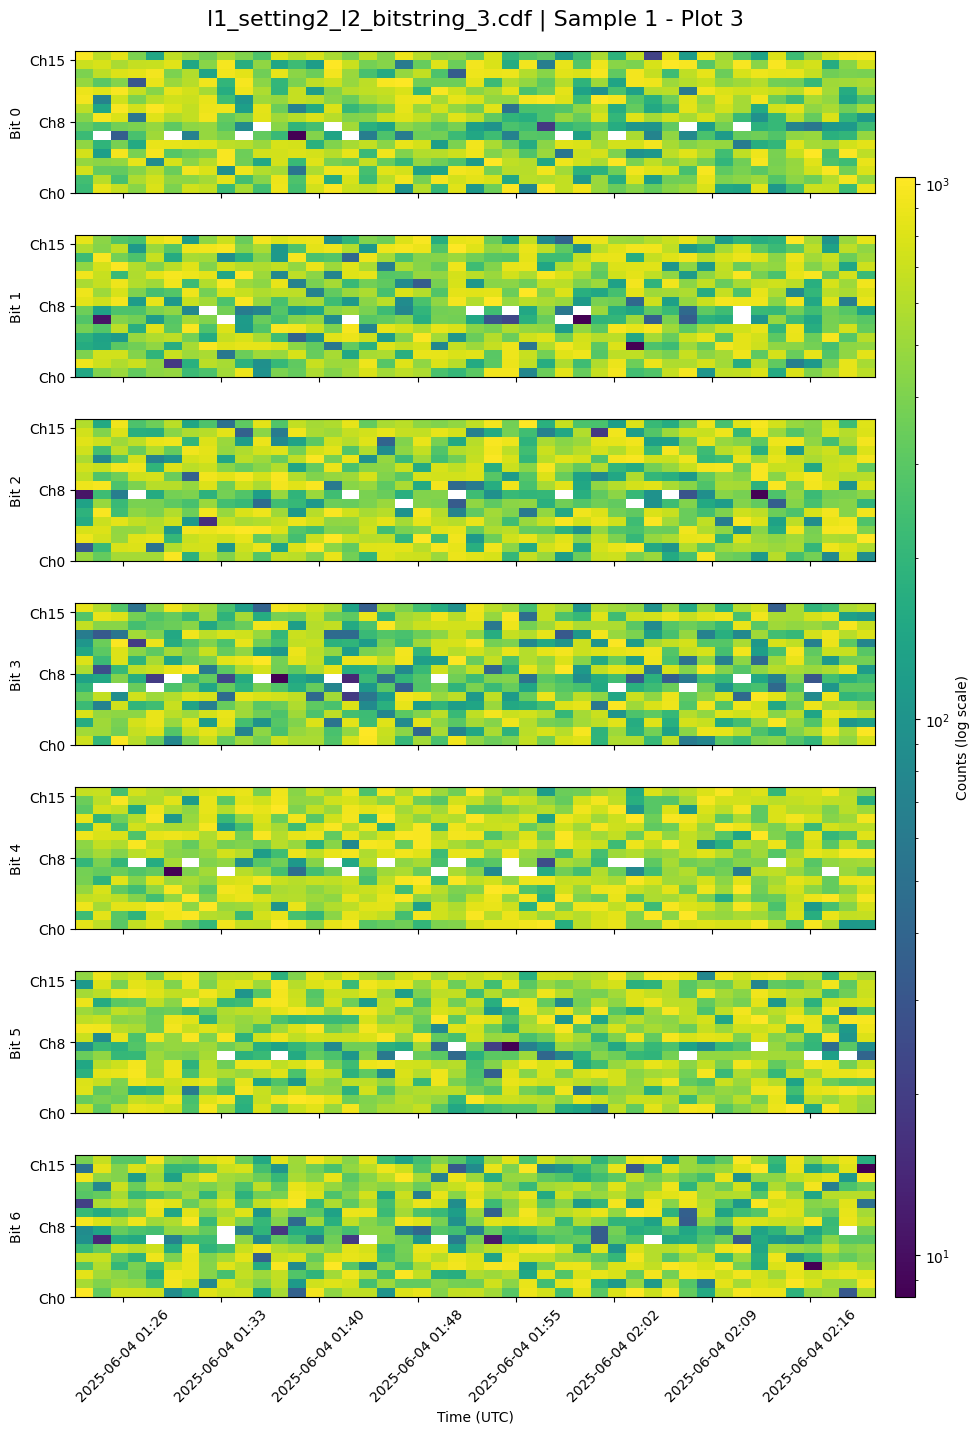 l1_setting2_l2_bitstring_3.cdf | Sample 1 - Plot 3
Bit 0
Ch15
Ch8
Ch0
Bit 1
Ch15
Ch8
Ch0
Bit 2
Ch15
Ch8
Ch0
Bit 3
Ch15
Ch8
Ch0
Bit 4
Ch15
Ch8
Ch0
Bit 5
Ch15
Ch8
Ch0
Bit 6
Ch15
Ch8
Ch0
2025-06-04 01:26
2025-06-04 01:33
2025-06-04 01:40
2025-06-04 01:48
2025-06-04 01:55
2025-06-04 02:02
2025-06-04 02:09
2025-06-04 02:16
Time (UTC)
10³
10²
10¹
Counts (log scale)